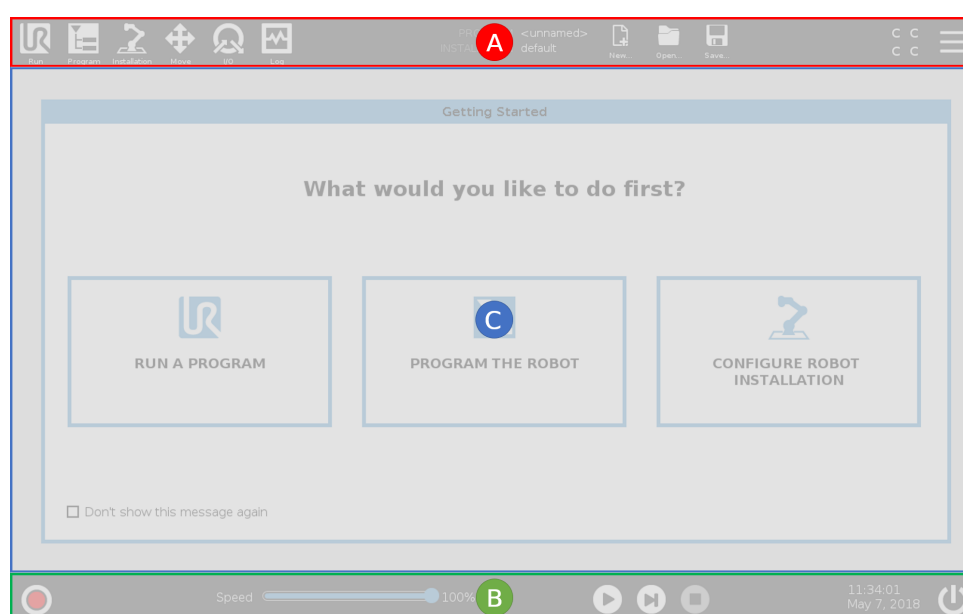 Run Program Installation Move I/O Log
<unnamed>
default
New... Open... Save...
C C
C C
A
Getting Started
What would you like to do first?
C
RUN A PROGRAM
PROGRAM THE ROBOT
CONFIGURE ROBOT
INSTALLATION
Don't show this message again
Speed 100%
B
11:34:01
May 7, 2018